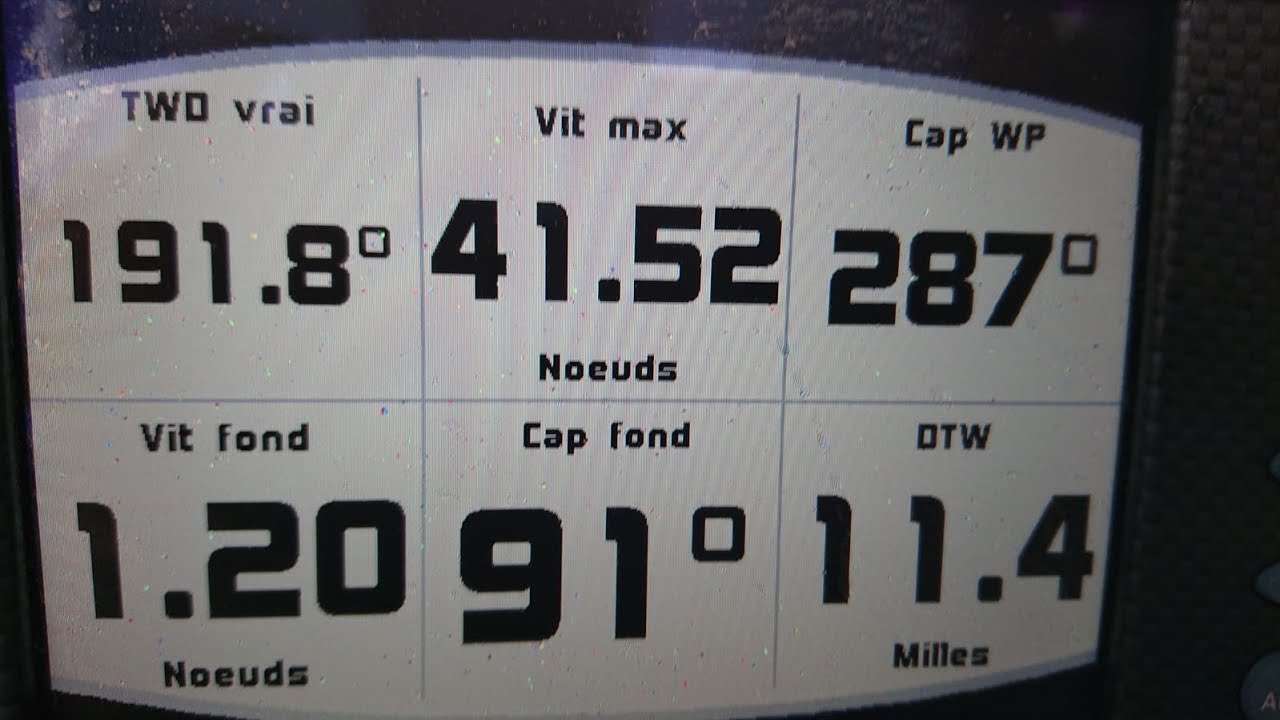 TWD vrai
191.8°
Vit max
41.52
Noeuds
Cap WP
287°
Vit fond
1.20
Noeuds
Cap fond
91°
DTW
11.4
Milles
A